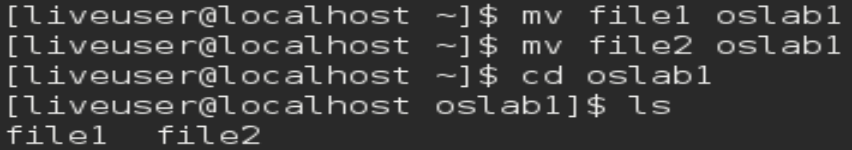 [liveuser@localhost ~]$ mv file1 oslab1
[liveuser@localhost ~]$ mv file2 oslab1
[liveuser@localhost ~]$ cd oslab1
[liveuser@localhost oslab1]$ ls
file1  file2